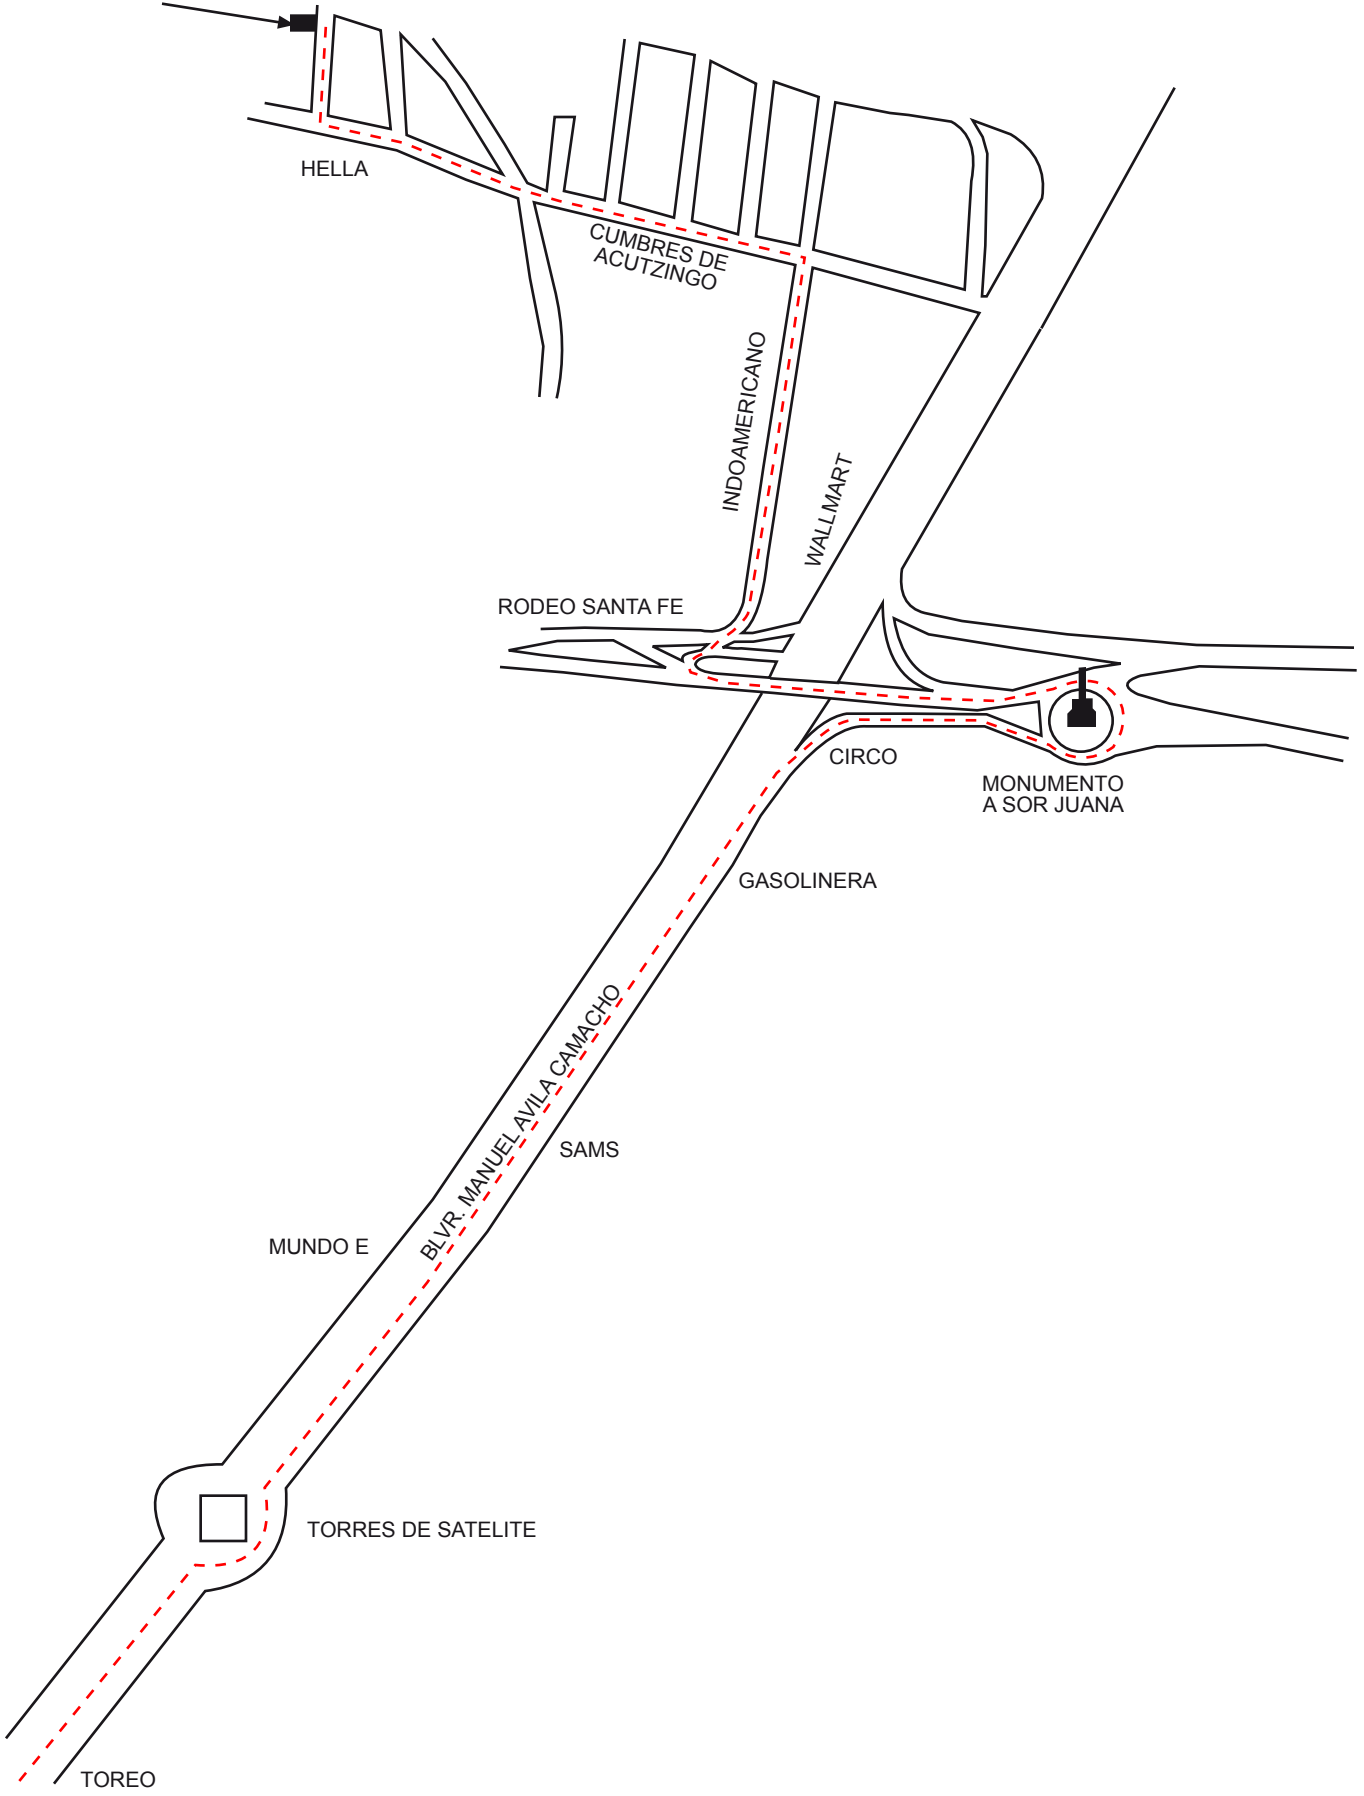 HELLA
CUMBRES DE
ACUTZINGO
INDOAMERICANO
WALLMART
RODEO SANTA FE
CIRCO
MONUMENTO
A SOR JUANA
GASOLINERA
BLVR. MANUEL AVILA CAMACHO
SAMS
MUNDO E
TORRES DE SATELITE
TOREO